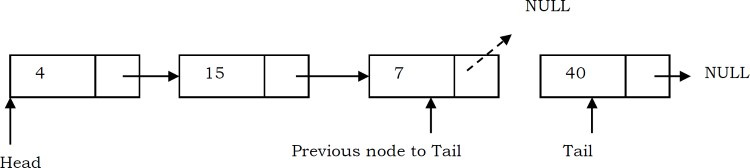 NULL
4
15
7
40
NULL
Head
Previous node to Tail
Tail